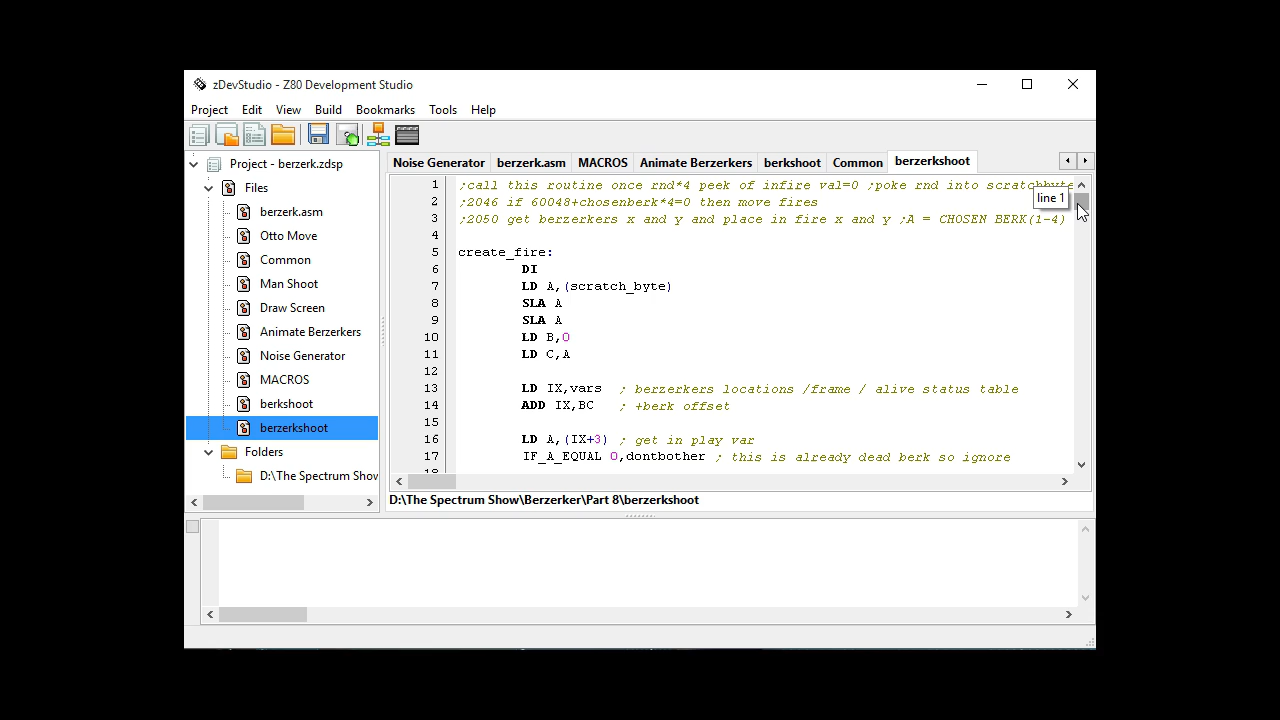 zDevStudio - Z80 Development Studio
Project Edit View Build Bookmarks Tools Help
Project - berzerk.zdsp
Files
berzerk.asm
Otto Move
Common
Man Shoot
Draw Screen
Animate Berzerkers
Noise Generator
MACROS
berkshoot
berzerkshoot
Folders
D:\The Spectrum Show
Noise Generator berzerk.asm MACROS Animate Berzerkers berkshoot Common berzerkshoot
1 ;call this routine once rnd*4 peek of infire val=0 ;poke rnd into scratchbyte
2 ;2046 if 60048+chosenberk*4=0 then move fires
3 ;2050 get berzerkers x and y and place in fire x and y ;A = CHOSEN BERK(1-4)
4
5 create_fire:
6 DI
7 LD A,(scratch_byte)
8 SLA A
9 SLA A
10 LD B,0
11 LD C,A
12
13 LD IX,vars ; berzerkers locations /frame / alive status table
14 ADD IX,BC ; +berk offset
15
16 LD A,(IX+3) ; get in play var
17 IF_A_EQUAL 0,dontbother ; this is already dead berk so ignore
18
line 1
D:\The Spectrum Show\Berzerker\Part 8\berzerkshoot